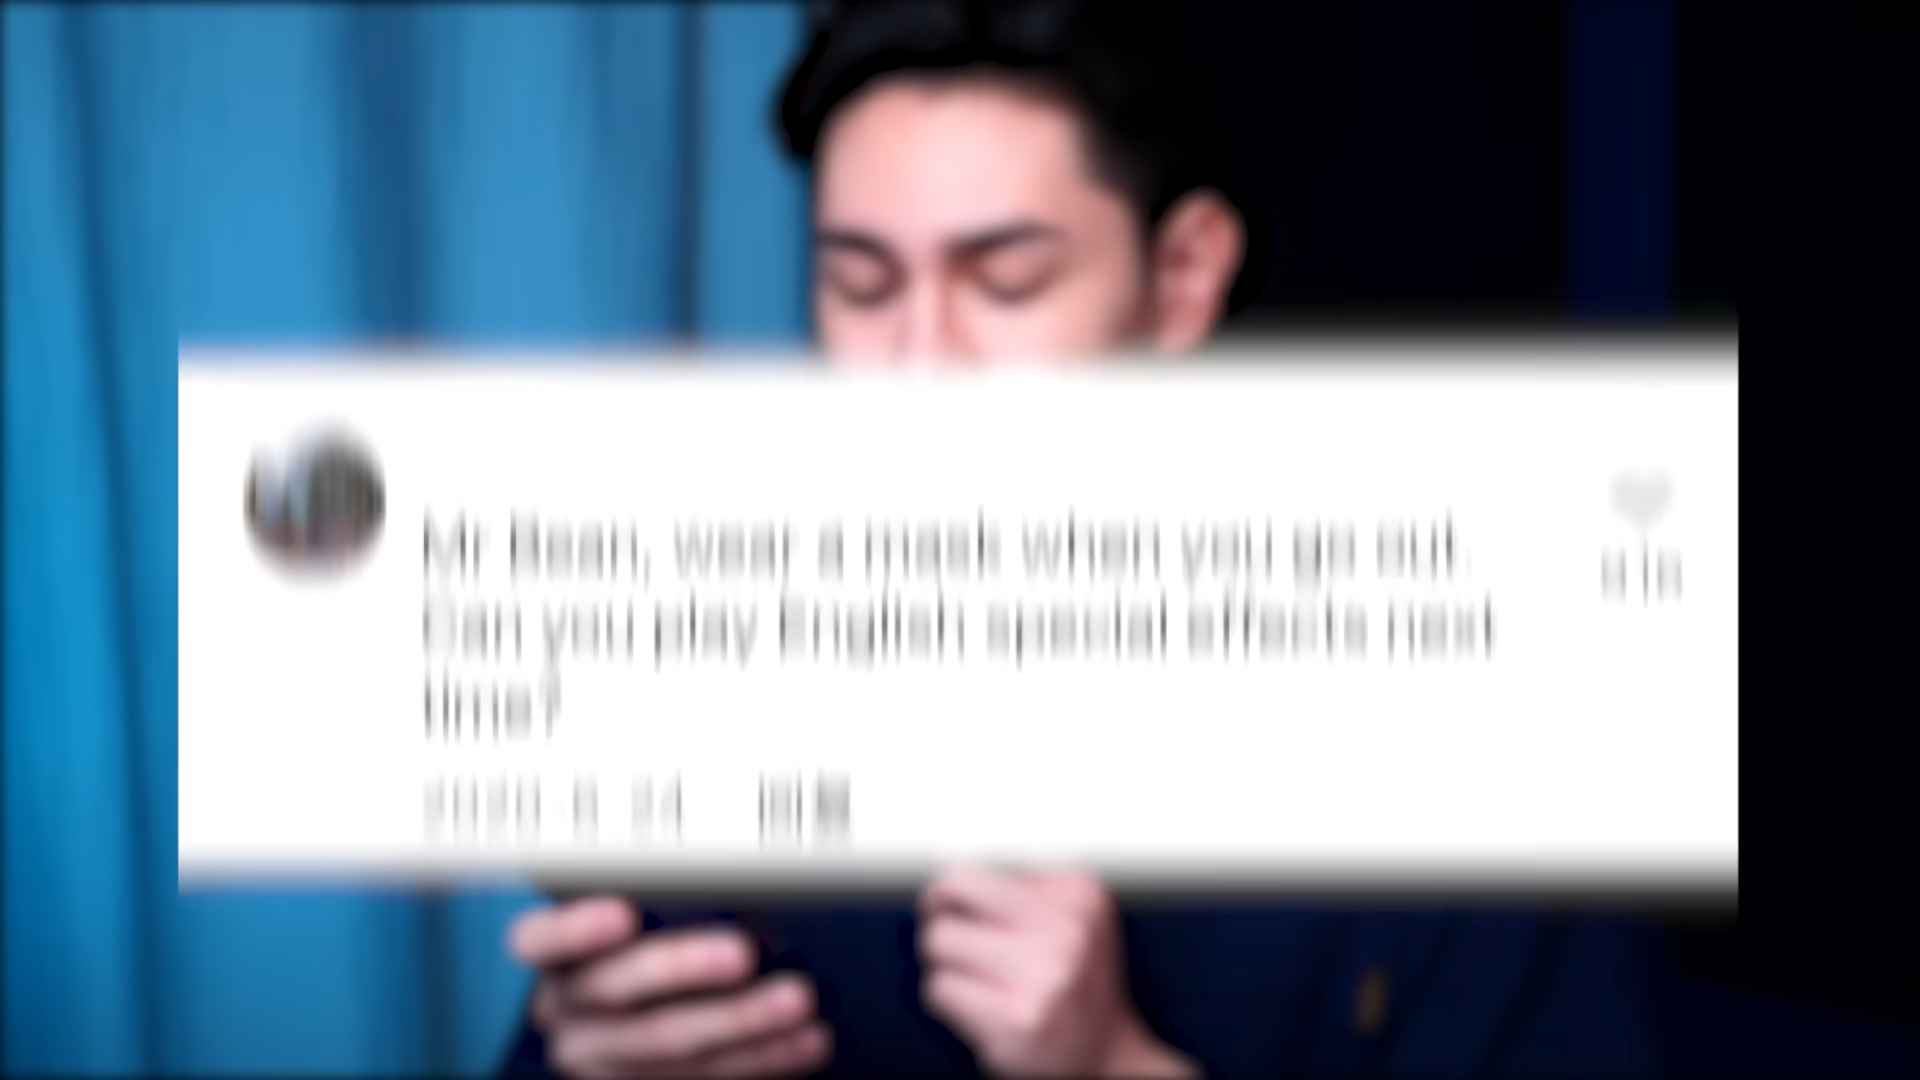 Mr Bean, wear a mask when you go out.
Can you play English special effects next
time?